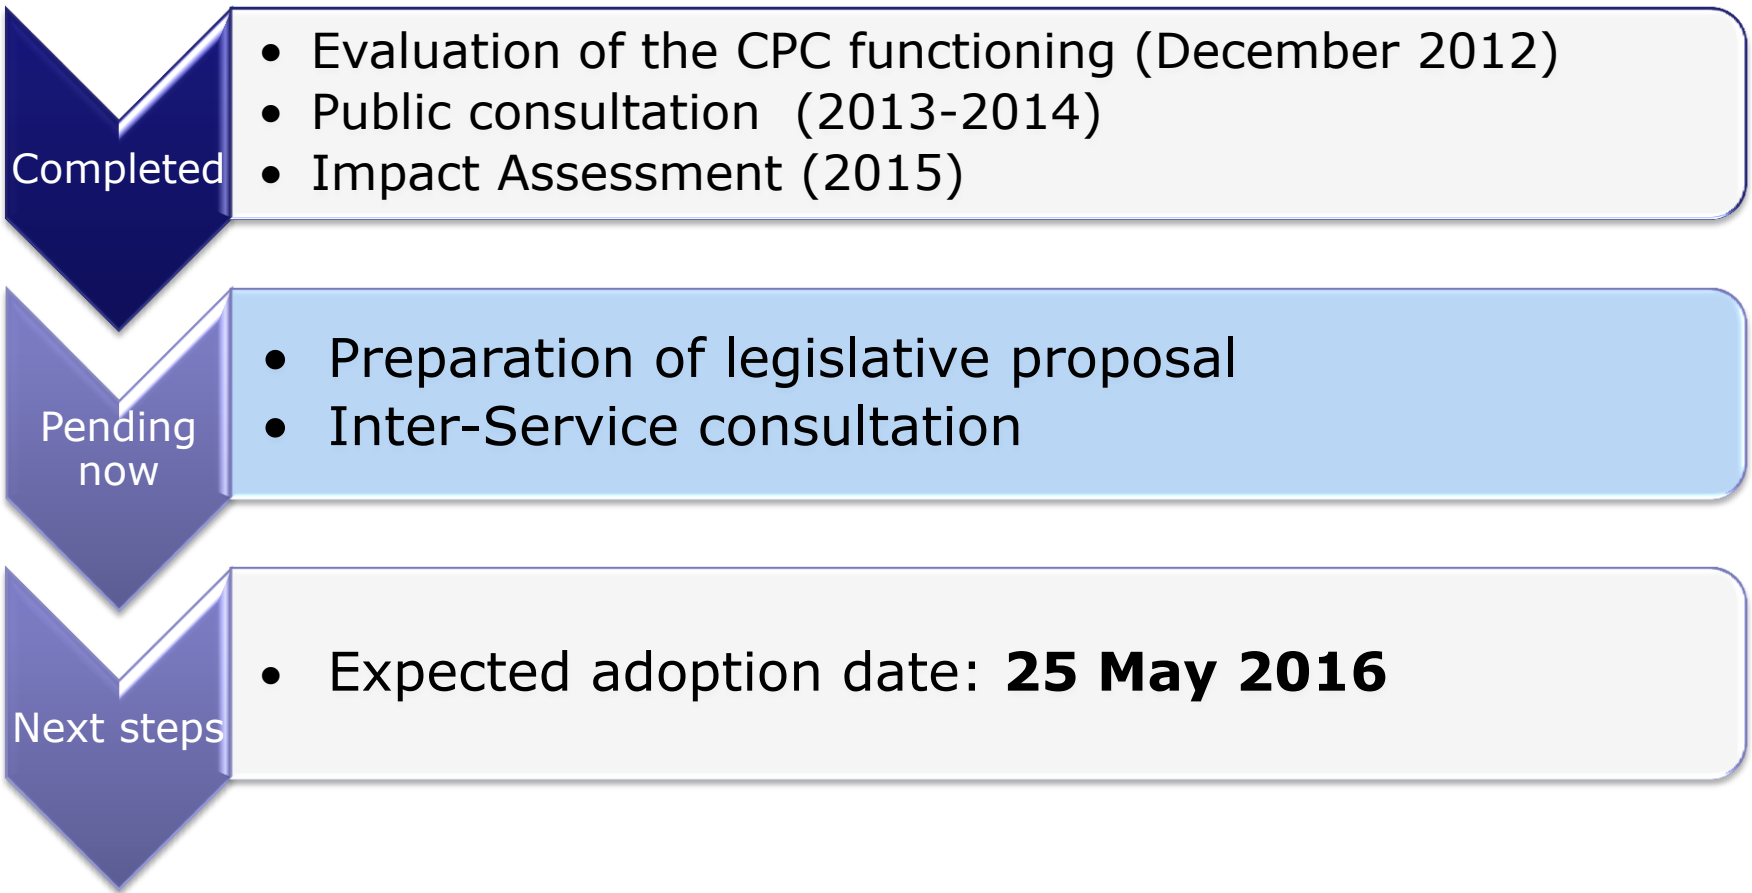 Completed
• Evaluation of the CPC functioning (December 2012)
• Public consultation  (2013-2014)
• Impact Assessment (2015)
Pending
now
• Preparation of legislative proposal
• Inter-Service consultation
Next steps
• Expected adoption date: 25 May 2016